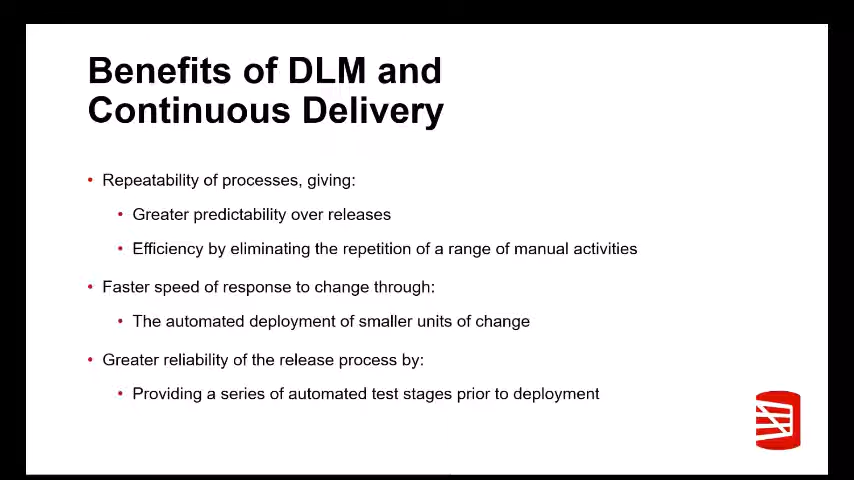 Benefits of DLM and
Continuous Delivery
• Repeatability of processes, giving:
• Greater predictability over releases
• Efficiency by eliminating the repetition of a range of manual activities
• Faster speed of response to change through:
• The automated deployment of smaller units of change
• Greater reliability of the release process by:
• Providing a series of automated test stages prior to deployment